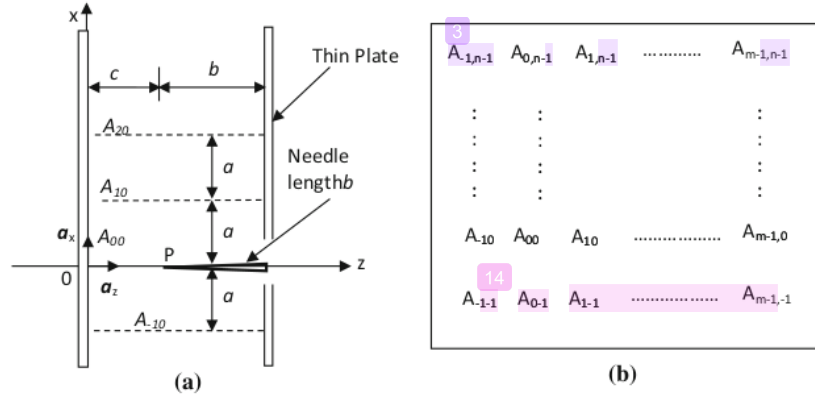 x
Thin Plate
c
b
A20
a
Needle
lengthb
A10
a
ax
A00
P
0
z
az
a
A-10
(a)
3
A-1,n-1 A0,n-1 A1,n-1 ........... Am-1,n-1
: : :
: : :
: : :
: : :
A-10 A00 A10 .................. Am-1,0
14
A-1-1 A0-1 A1-1 .................. Am-1,-1
(b)